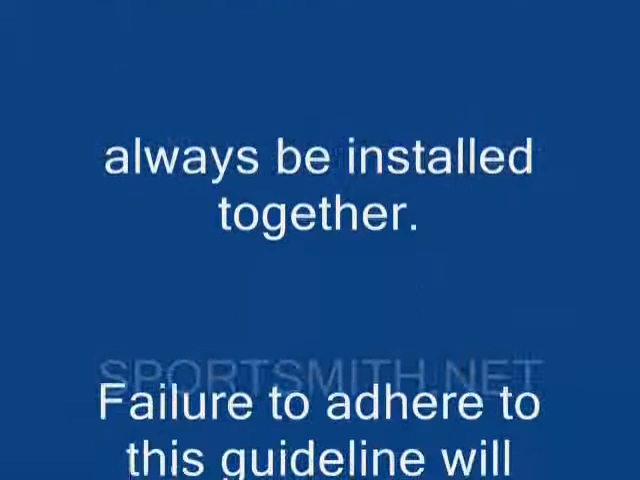 always be installed
together.
SPORTSMITH.NET
Failure to adhere to
this guideline will